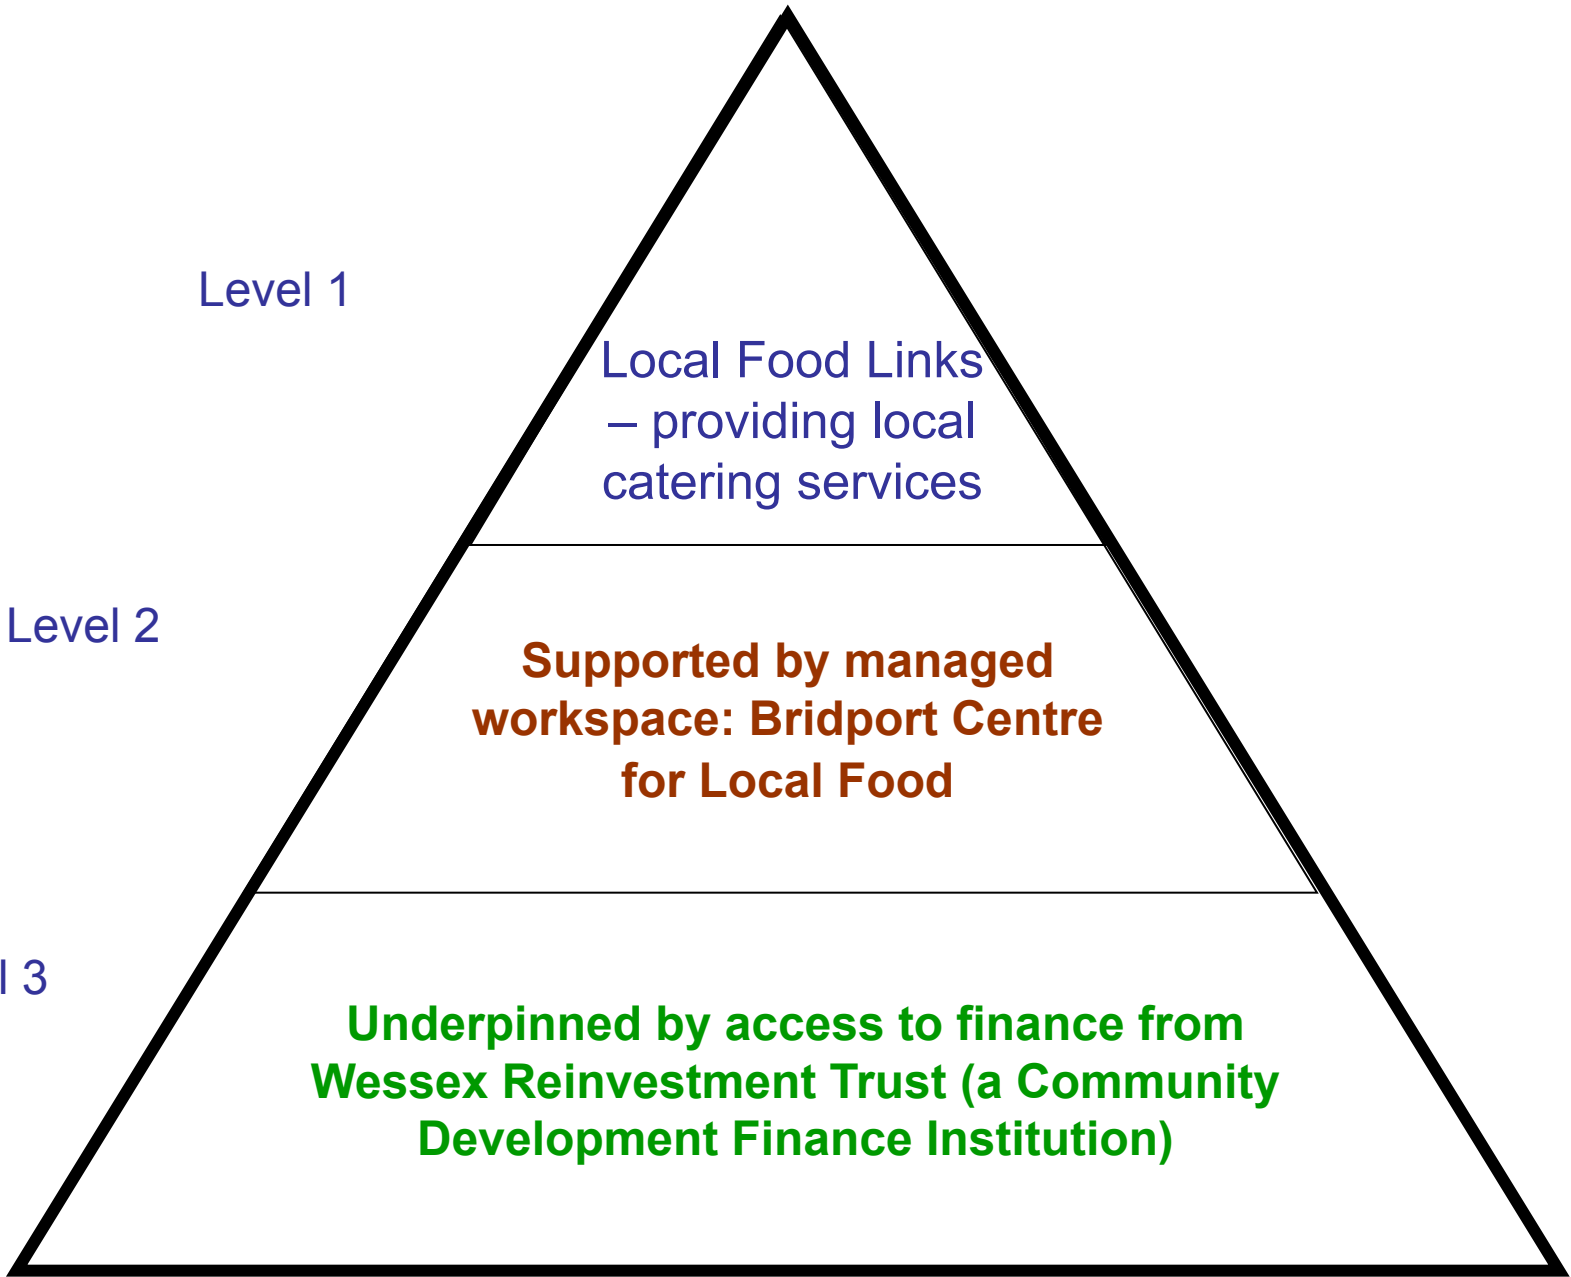 Level 1
Local Food Links
– providing local
catering services
Level 2
Supported by managed
workspace: Bridport Centre
for Local Food
l 3
Underpinned by access to finance from
Wessex Reinvestment Trust (a Community
Development Finance Institution)